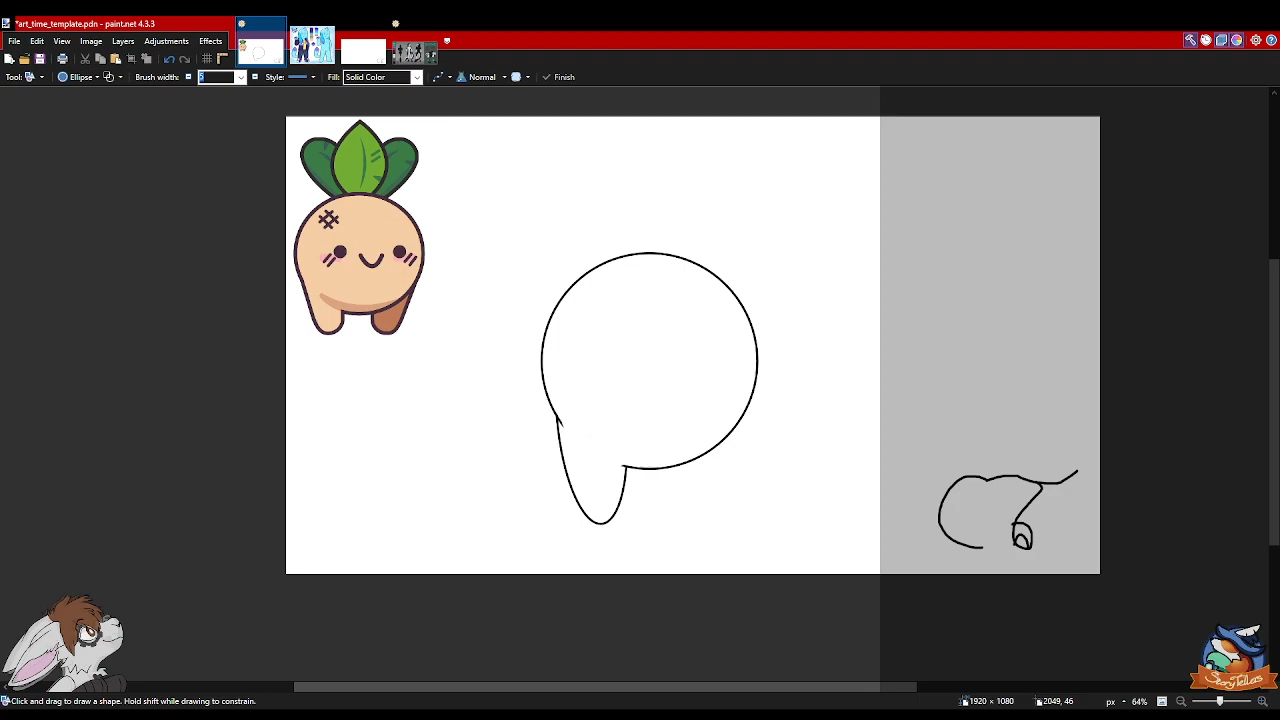 *art_time_template.pdn - paint.net 4.3.3
File Edit View Image Layers Adjustments Effects
Tool: Ellipse Brush width: 5 Style: Fill: Solid Color Normal Finish
StoryTellers
Click and drag to draw a shape. Hold shift while drawing to constrain. 1920 × 1080 2049, 46 px 64%